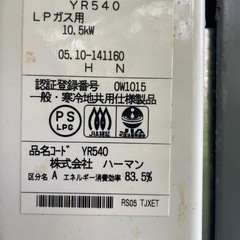 YR540
LPガス用
10.5kW
05.10-141160
H N
認証登録番号 OW1015
一般・寒冷地共用仕様製品
PS
LPG
JIA
品名コード YR540
株式会社 ハーマン
区分名 A エネルギー消費効率 83.5%
RS05 TJXET